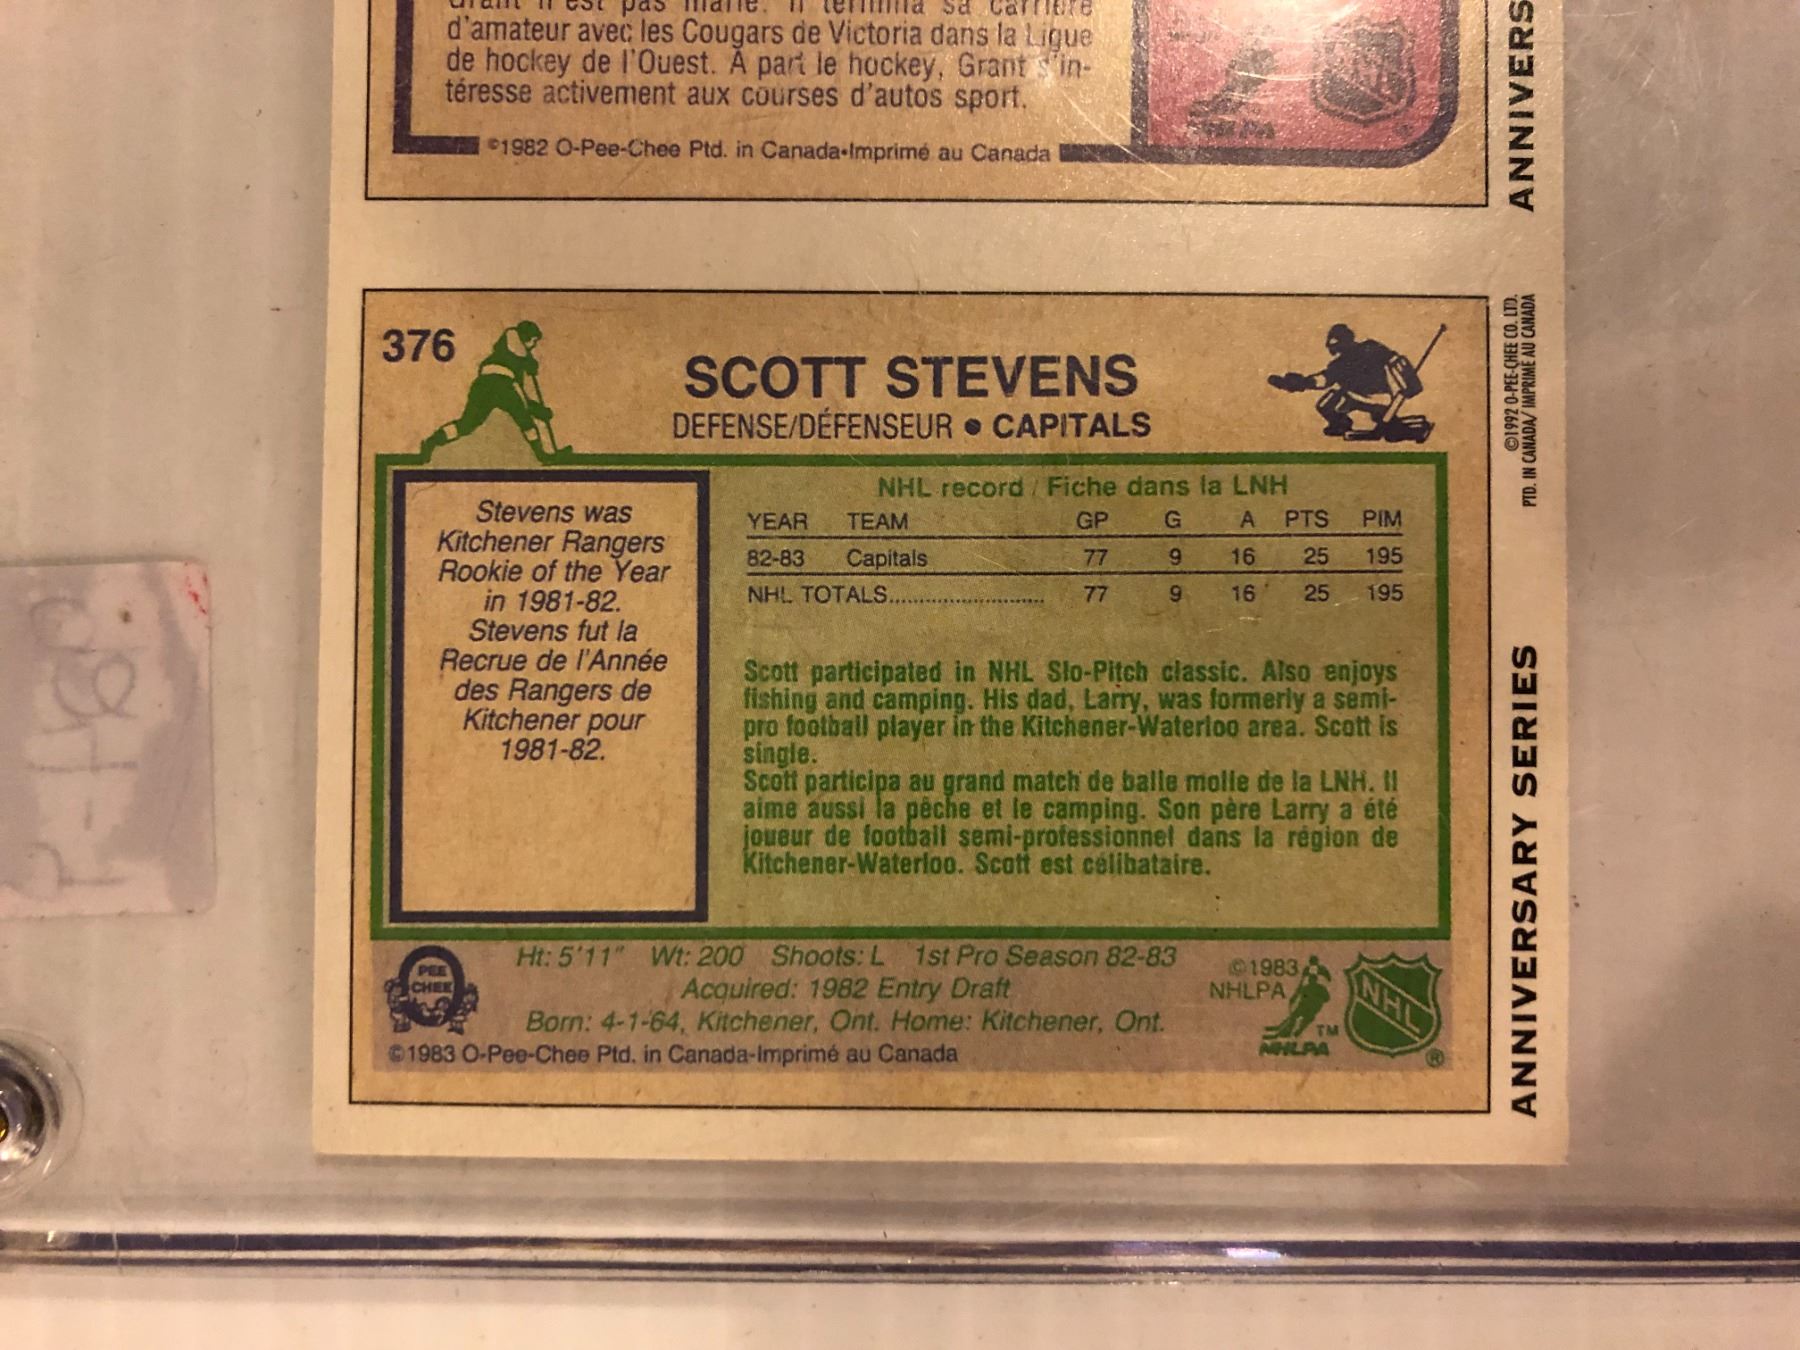 d'amateur avec les Cougars de Victoria dans la Ligue
de hockey de l'Ouest. À part le hockey, Grant s'in-
téresse activement aux courses d'autos sport.
©1982 O-Pee-Chee Ptd. in Canada•Imprimé au Canada
NHL
ANNIVERS
376
SCOTT STEVENS
DEFENSE/DÉFENSEUR • CAPITALS
Stevens was
Kitchener Rangers
Rookie of the Year
in 1981-82.
Stevens fut la
Recrue de l'Année
des Rangers de
Kitchener pour
1981-82.
NHL record / Fiche dans la LNH
YEAR TEAM GP G A PTS PIM
82-83 Capitals 77 9 16 25 195
NHL TOTALS.......................... 77 9 16 25 195
Scott participated in NHL Slo-Pitch classic. Also enjoys
fishing and camping. His dad, Larry, was formerly a semi-
pro football player in the Kitchener-Waterloo area. Scott is
single.
Scott participa au grand match de balle molle de la LNH. Il
aime aussi la pêche et le camping. Son père Larry a été
joueur de football semi-professionnel dans la région de
Kitchener-Waterloo. Scott est célibataire.
PEE
CHEE
Ht: 5'11" Wt: 200 Shoots: L 1st Pro Season 82-83
Acquired: 1982 Entry Draft
Born: 4-1-64, Kitchener, Ont. Home: Kitchener, Ont.
©1983 O-Pee-Chee Ptd. in Canada-Imprimé au Canada
©1983
NHLPA
TM
NHLPA
NHL
®
©1992 O-PEE-CHEE CO. LTD.
PTD. IN CANADA/ IMPRIMÉ AU CANADA
ANNIVERSARY SERIES